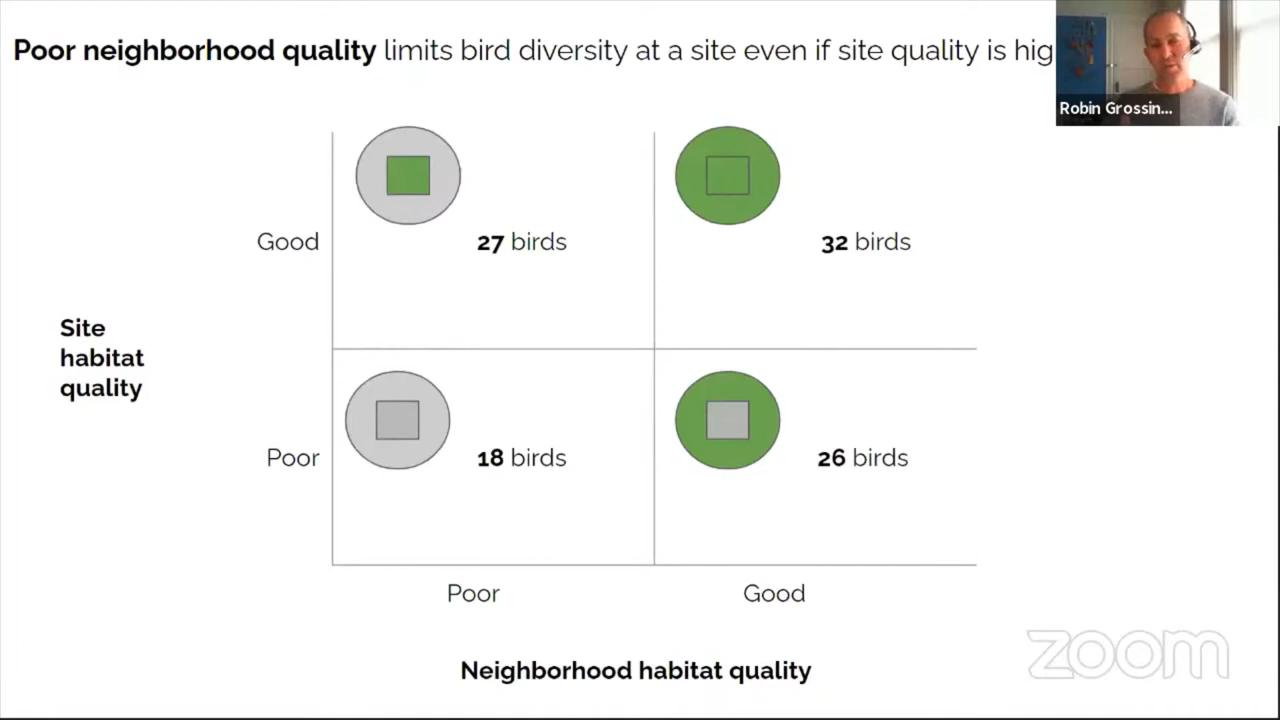 Poor neighborhood quality limits bird diversity at a site even if site quality is hig
Robin Grossin...
Good
27 birds
32 birds
Site
habitat
quality
Poor
18 birds
26 birds
Poor
Good
Neighborhood habitat quality
zoom